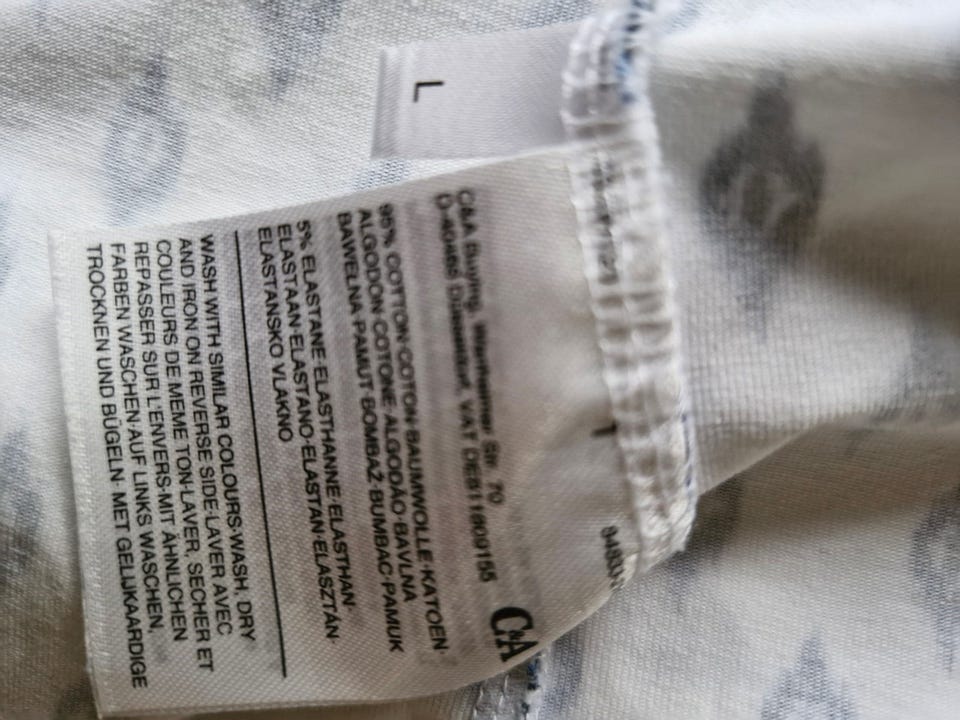 L
C&A
C&A Buying, Wanheimer Str. 70
D-40468 Düsseldorf, VAT DE811809155
95% COTTON·COTON·BAUMWOLLE·KATOEN·
ALGODON·COTONE·ALGODÃO·BAVLNA
BAWEŁNA·PAMUT·BOMBAŽ·BUMBAC·PAMUK
5% ELASTANE·ELASTHANNE·ELASTHAN·
ELASTAAN·ELASTANO·ELASTAN·ELASZTÁN·
ELASTANSKO VLAKNO
WASH WITH SIMILAR COLOURS·WASH, DRY
AND IRON ON REVERSE SIDE·LAVER AVEC
COULEURS DE MEME TON·LAVER, SECHER ET
REPASSER SUR L'ENVERS·MIT ÄHNLICHEN
FARBEN WASCHEN·AUF LINKS WASCHEN,
TROCKNEN UND BÜGELN· MET GELIJKAARDIGE